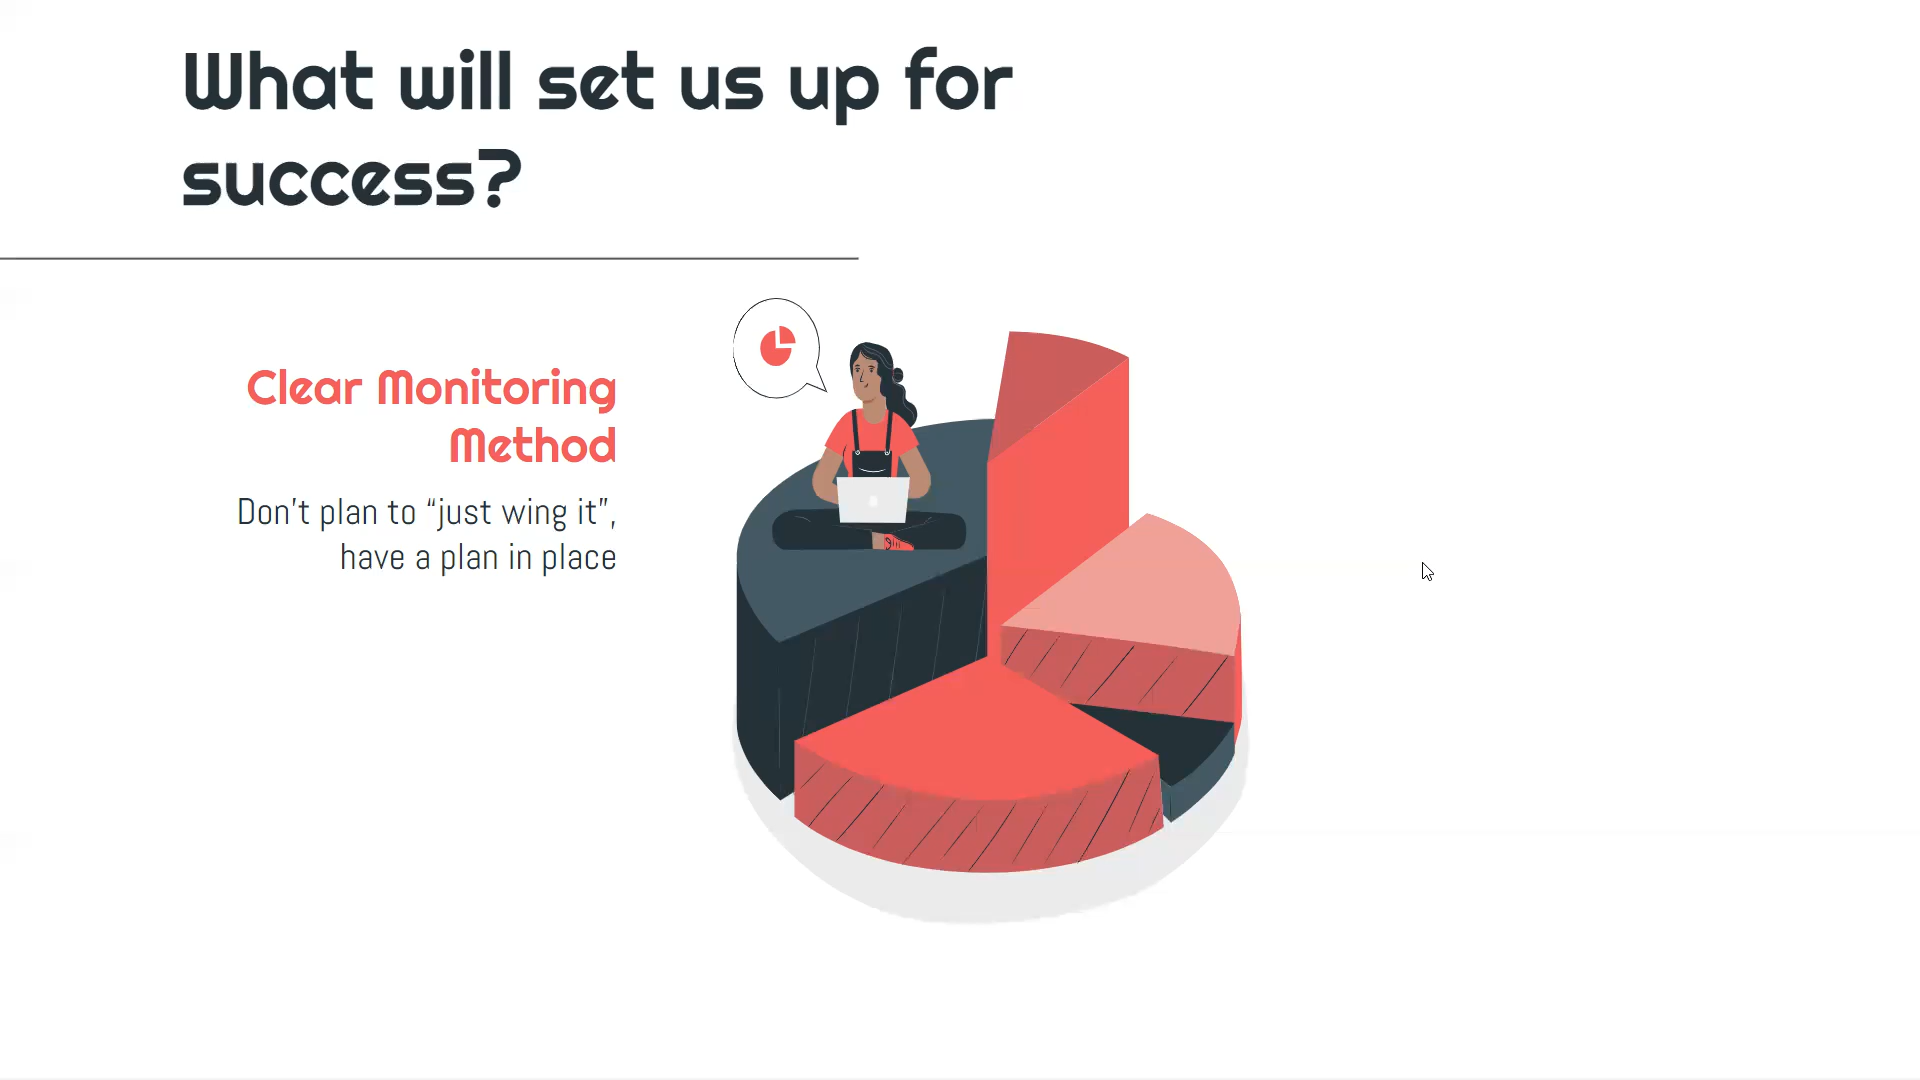 What will set us up for
success?
Clear Monitoring
Method
Don't plan to “just wing it”,
have a plan in place